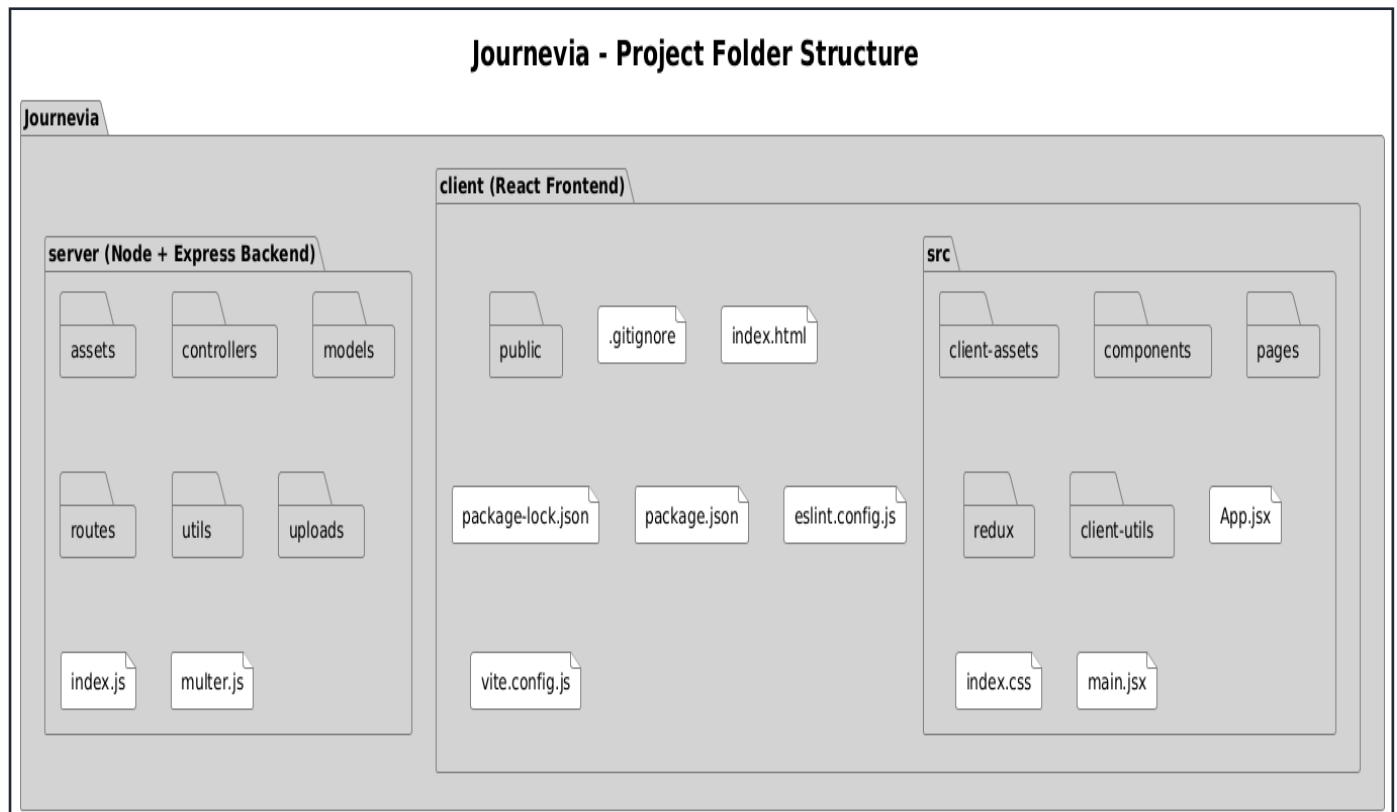 Journevia - Project Folder Structure
Journevia
client (React Frontend)
server (Node + Express Backend)
src
assets
controllers
models
public
.gitignore
index.html
client-assets
components
pages
routes
utils
uploads
package-lock.json
package.json
eslint.config.js
redux
client-utils
App.jsx
index.js
multer.js
vite.config.js
index.css
main.jsx